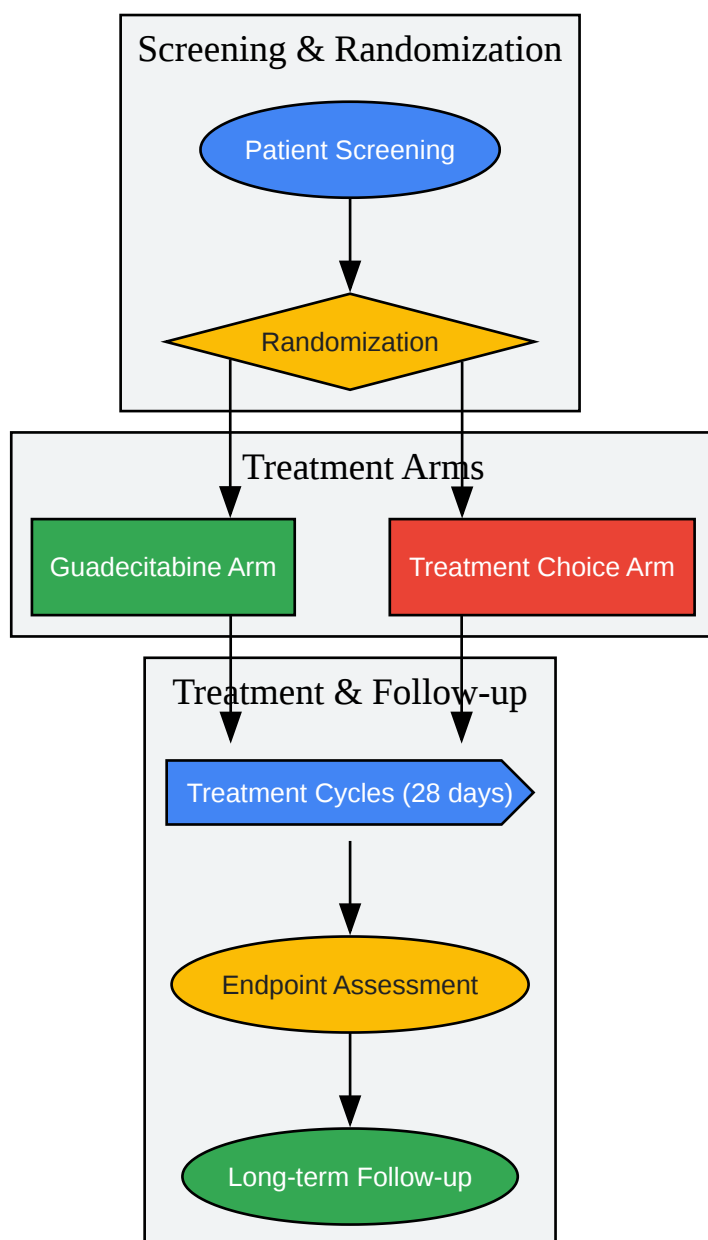 Screening & Randomization
Patient Screening
Randomization
Treatment Arms
Guadecitabine Arm
Treatment Choice Arm
Treatment & Follow-up
Treatment Cycles (28 days)
Endpoint Assessment
Long-term Follow-up